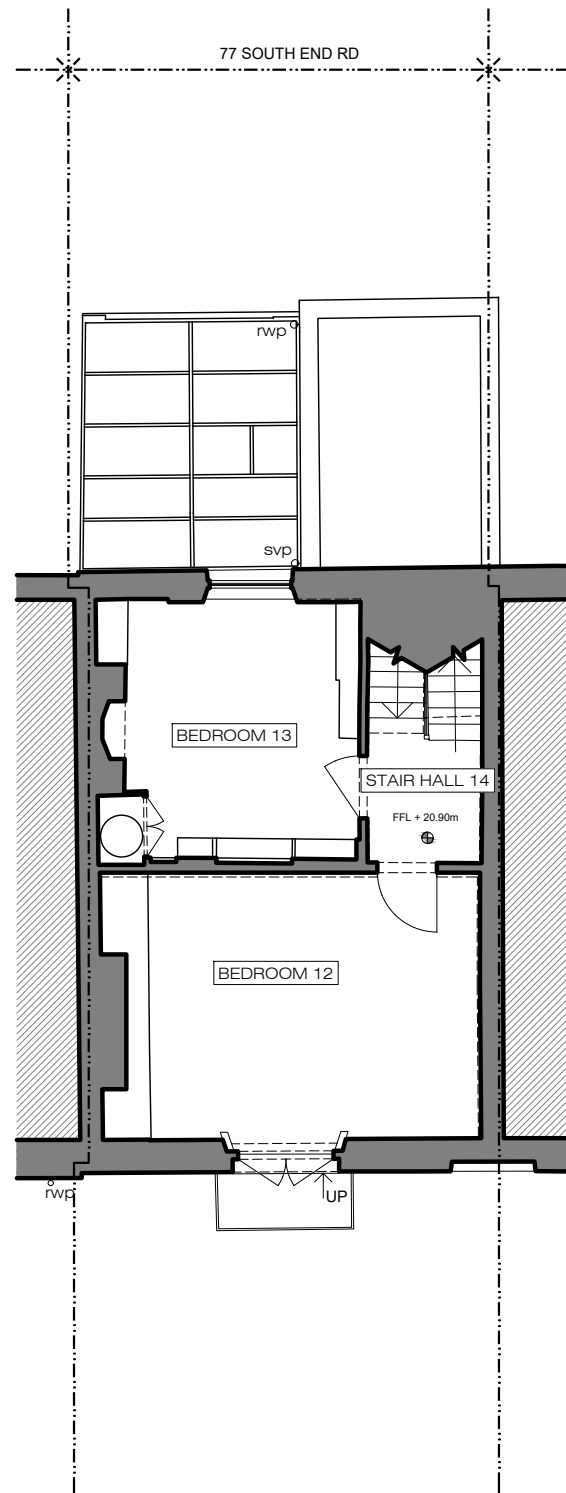 77 SOUTH END RD
rwp
svp
BEDROOM 13
STAIR HALL 14
FFL + 20.90m
BEDROOM 12
rwp
UP